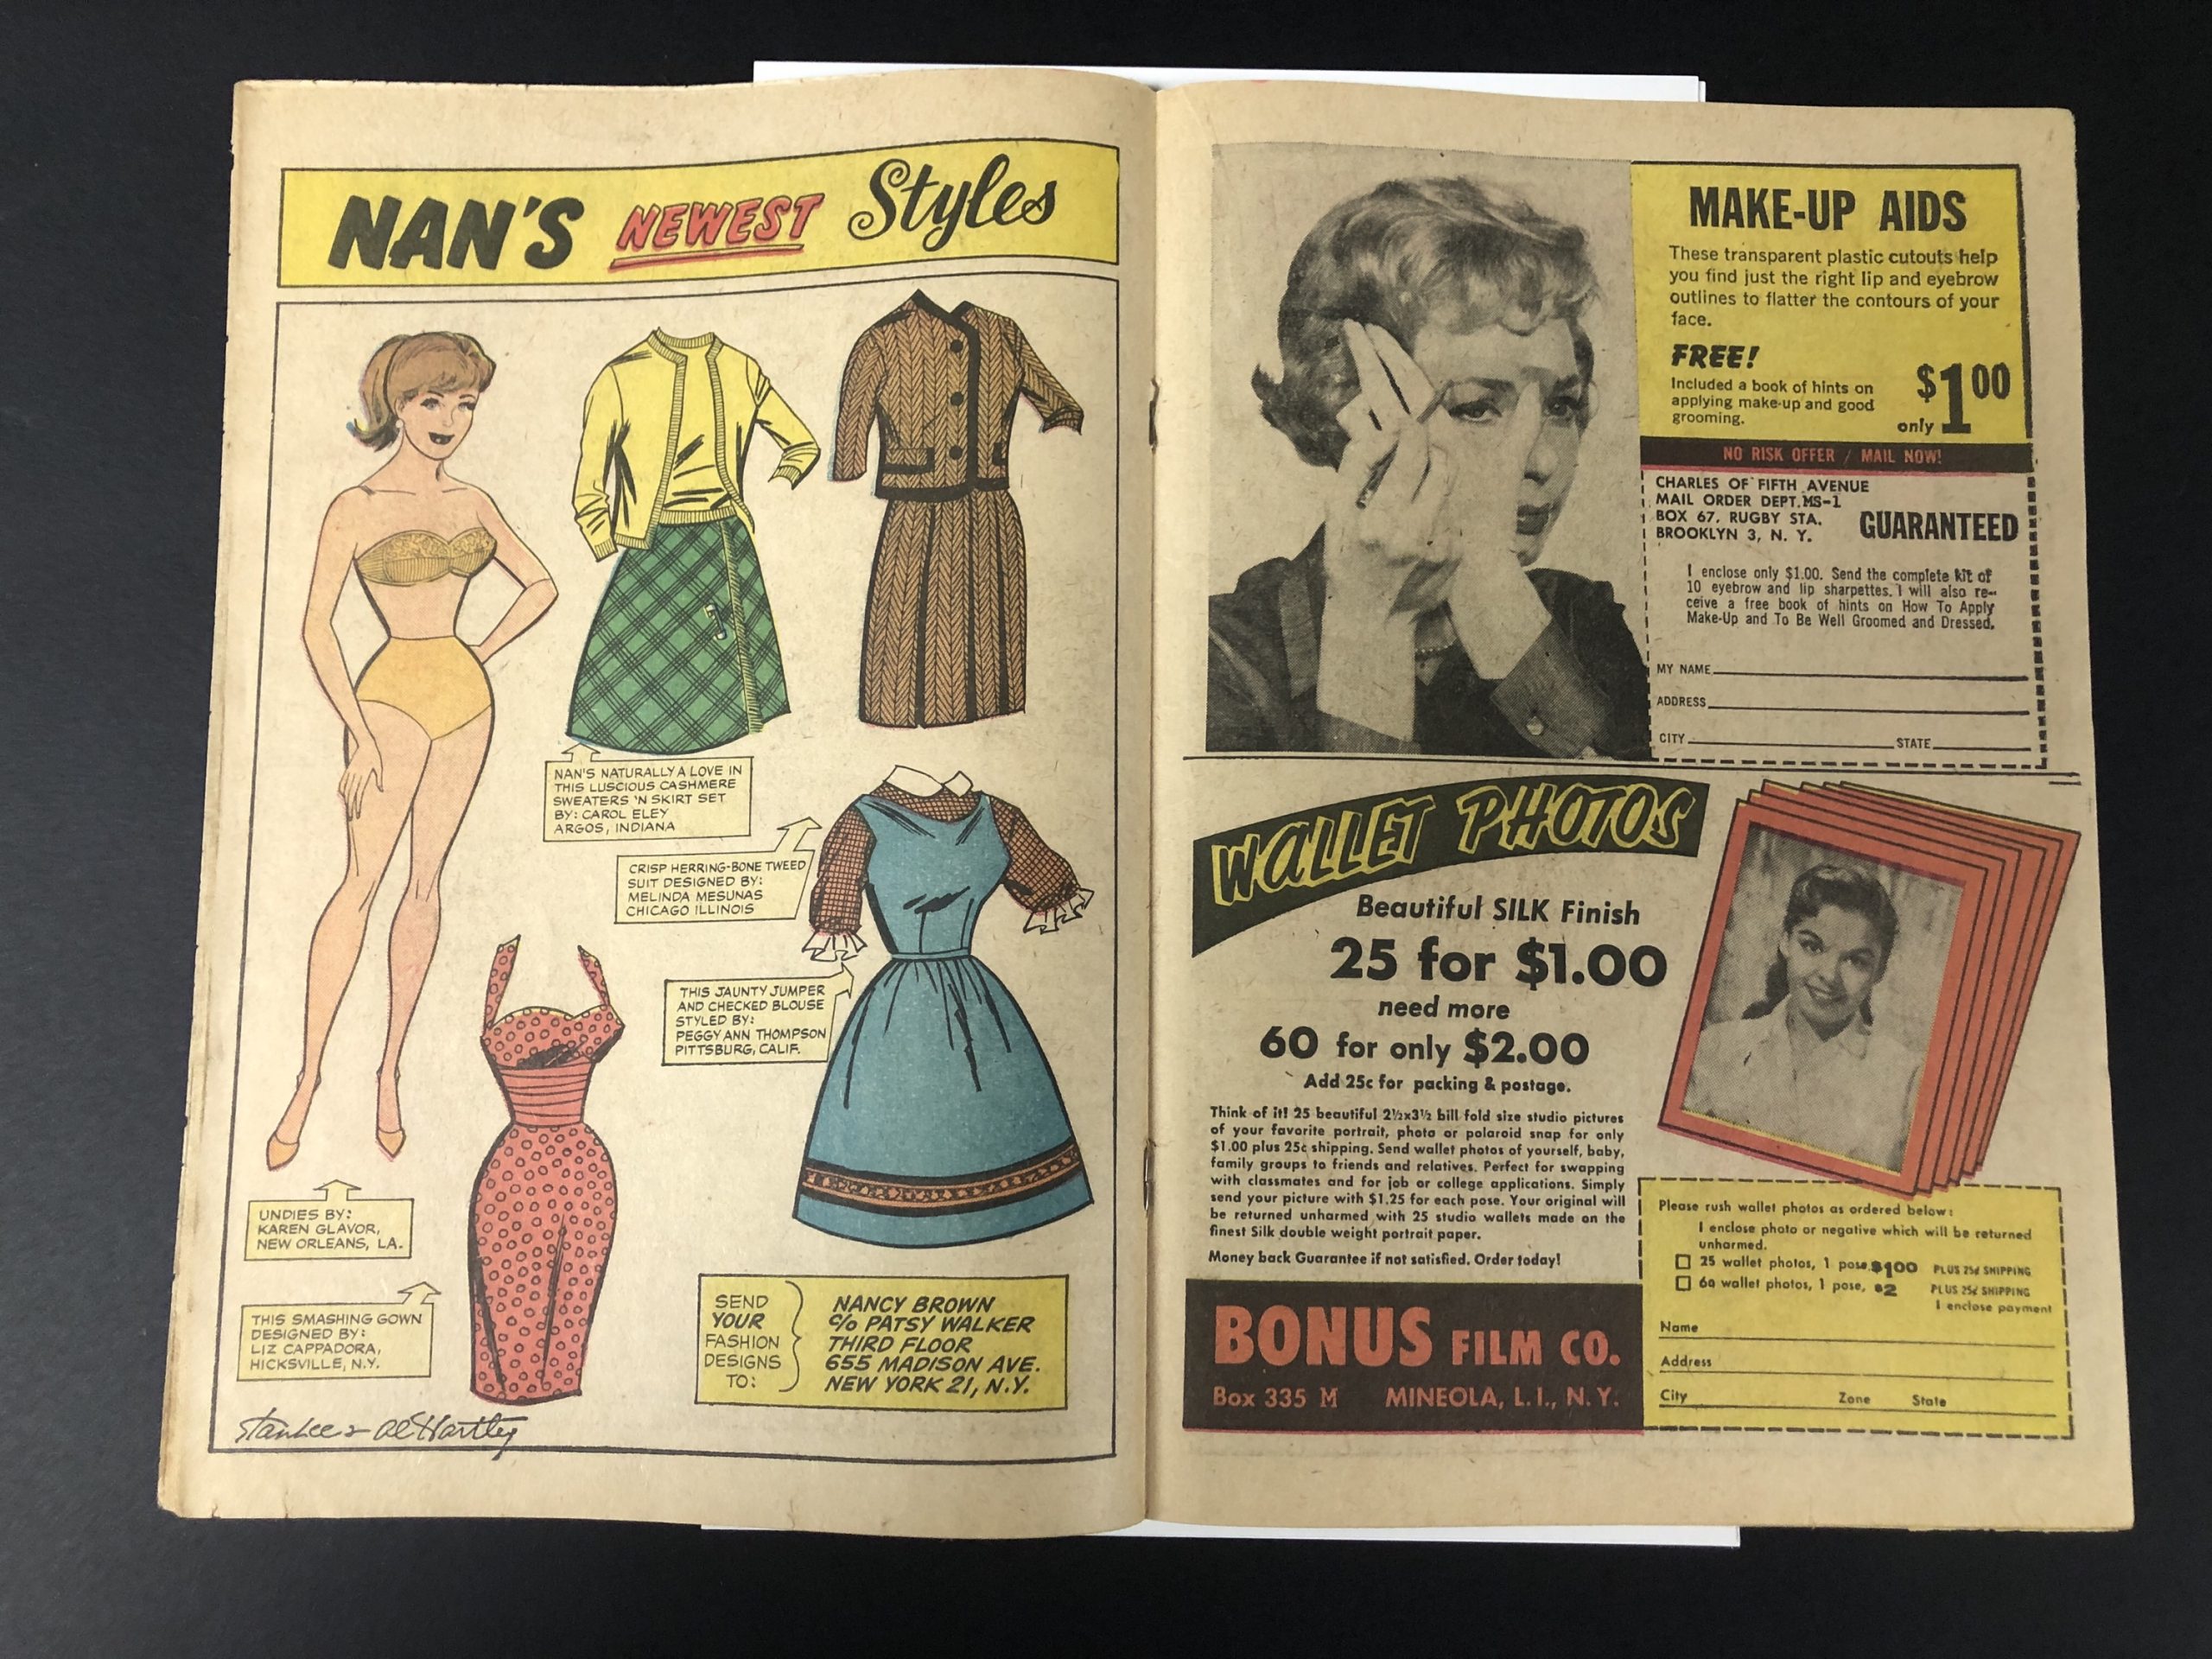 NAN'S NEWEST Styles
NAN'S NATURALLY A LOVE IN
THIS LUSCIOUS CASHMERE
SWEATERS 'N SKIRT SET
BY: CAROL ELEY
ARGOS, INDIANA
CRISP HERRING-BONE TWEED
SUIT DESIGNED BY:
MELINDA MESUNAS
CHICAGO ILLINOIS
THIS JAUNTY JUMPER
AND CHECKED BLOUSE
STYLED BY:
PEGGY ANN THOMPSON
PITTSBURG, CALIF.
UNDIES BY:
KAREN GLAVOR,
NEW ORLEANS, LA.
THIS SMASHING GOWN
DESIGNED BY:
LIZ CAPPADORA,
HICKSVILLE, N.Y.
SEND
YOUR
FASHION
DESIGNS
TO:
NANCY BROWN
c/o PATSY WALKER
THIRD FLOOR
655 MADISON AVE.
NEW YORK 21, N.Y.
Stan Lee & Al Hartley
MAKE-UP AIDS
These transparent plastic cutouts help
you find just the right lip and eyebrow
outlines to flatter the contours of your
face.
FREE!
Included a book of hints on
applying make-up and good
grooming.
only $1.00
NO RISK OFFER / MAIL NOW!
CHARLES OF FIFTH AVENUE
MAIL ORDER DEPT. MS-1
BOX 67, RUGBY STA.
BROOKLYN 3, N. Y.
GUARANTEED
I enclose only $1.00. Send the complete kit of
10 eyebrow and lip sharpettes. I will also re-
ceive a free book of hints on How To Apply
Make-Up and To Be Well Groomed and Dressed.
MY NAME
ADDRESS
CITY STATE
WALLET PHOTOS
Beautiful SILK Finish
25 for $1.00
need more
60 for only $2.00
Add 25c for packing & postage.
Think of it! 25 beautiful 2½x3½ bill fold size studio pictures
of your favorite portrait, photo or polaroid snap for only
$1.00 plus 25c shipping. Send wallet photos of yourself, baby,
family groups to friends and relatives. Perfect for swapping
with classmates and for job or college applications. Simply
send your picture with $1.25 for each pose. Your original will
be returned unharmed with 25 studio wallets made on the
finest Silk double weight portrait paper.
Money back Guarantee if not satisfied. Order today!
BONUS FILM CO.
Box 335 M MINEOLA, L. I., N. Y.
Please rush wallet photos as ordered below:
I enclose photo or negative which will be returned
unharmed.
25 wallet photos, 1 pose, $1.00 PLUS 25¢ SHIPPING
60 wallet photos, 1 pose, $2 PLUS 25¢ SHIPPING
I enclose payment
Name
Address
City Zone State